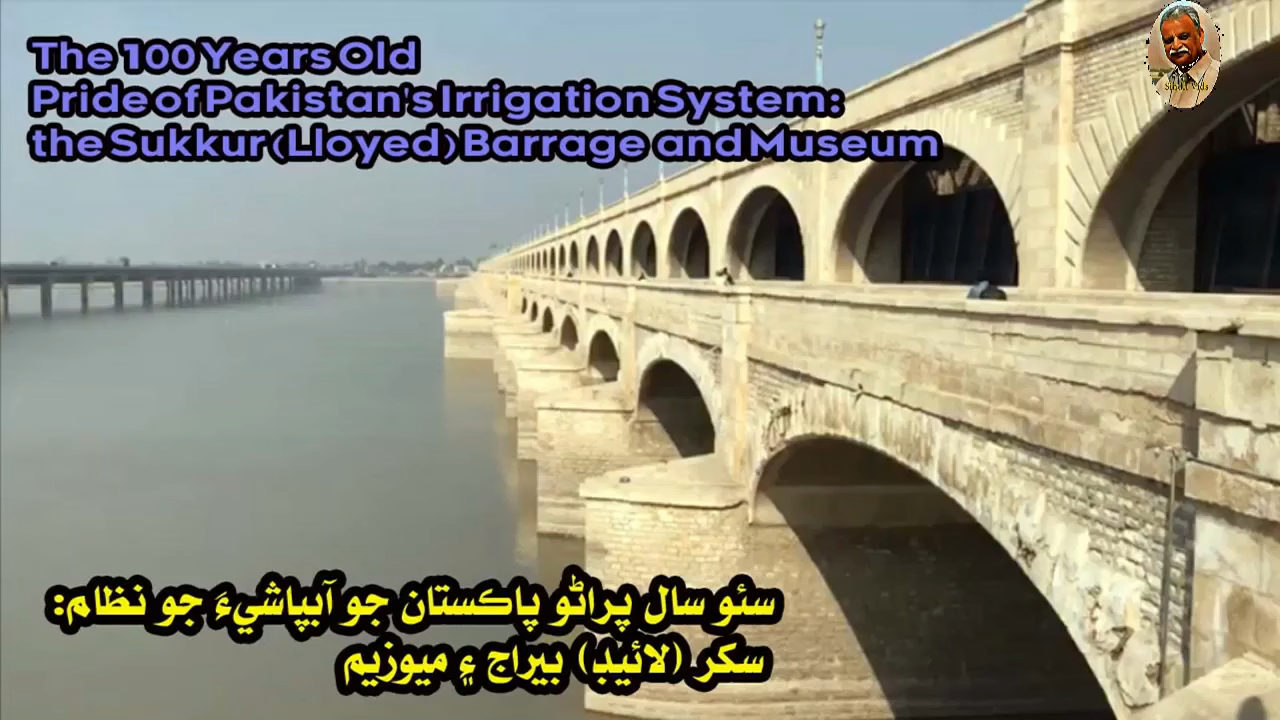 The 100 Years Old
Pride of Pakistan's Irrigation System:
the Sukkur (Lloyed) Barrage and Museum
سئو سال پراڻو پاڪستان جو آبپاشيءَ جو نظام:
سکر (لائيڊ) بيراج ۽ ميوزيم